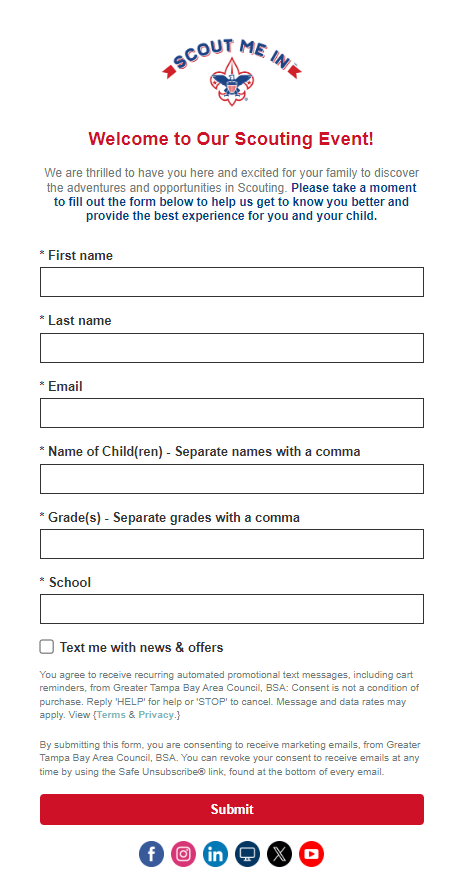 SCOUT ME IN
Welcome to Our Scouting Event!
We are thrilled to have you here and excited for your family to discover
the adventures and opportunities in Scouting. Please take a moment
to fill out the form below to help us get to know you better and
provide the best experience for you and your child.
* First name
* Last name
* Email
* Name of Child(ren) - Separate names with a comma
* Grade(s) - Separate grades with a comma
* School
Text me with news & offers
You agree to receive recurring automated promotional text messages, including cart
reminders, from Greater Tampa Bay Area Council, BSA: Consent is not a condition of
purchase. Reply 'HELP' for help or 'STOP' to cancel. Message and data rates may
apply. View {Terms & Privacy.}
By submitting this form, you are consenting to receive marketing emails, from Greater
Tampa Bay Area Council, BSA. You can revoke your consent to receive emails at any
time by using the Safe Unsubscribe® link, found at the bottom of every email.
Submit